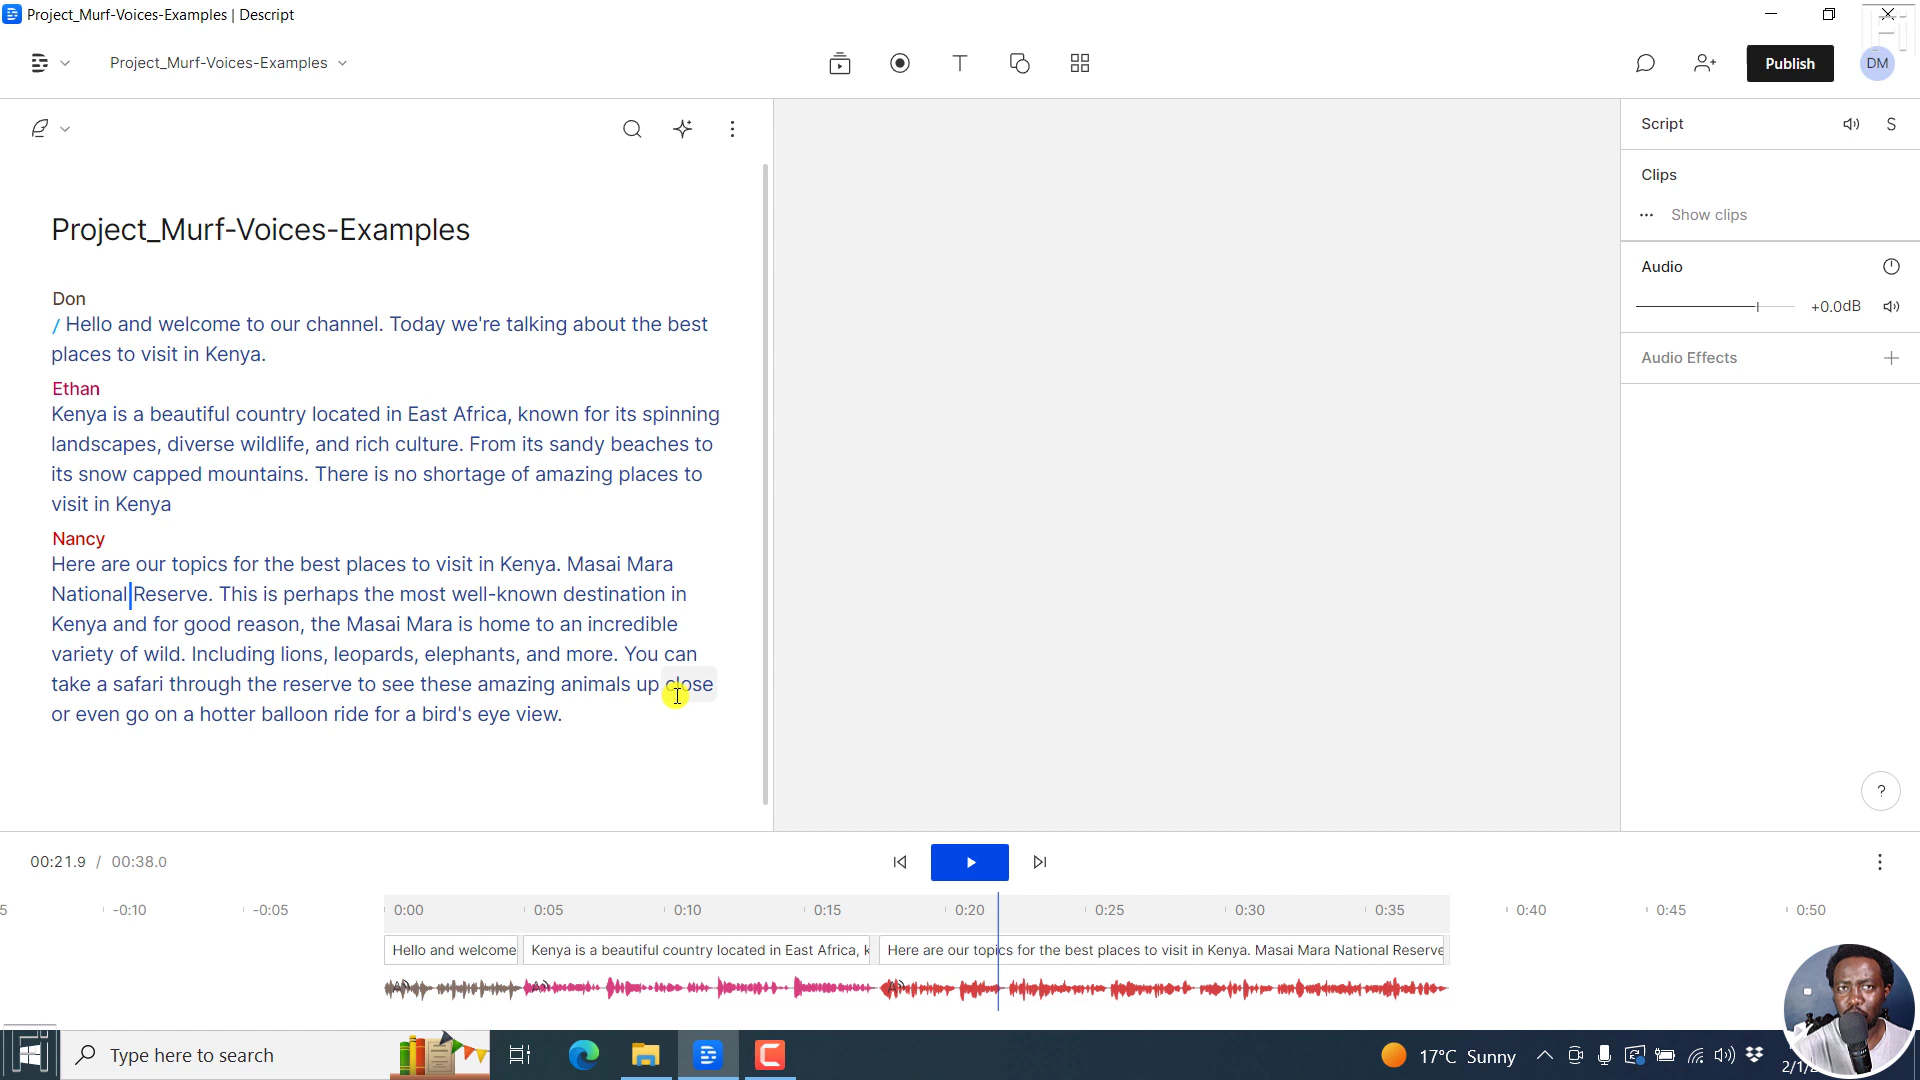 Project_Murf-Voices-Examples | Descript
Project_Murf-Voices-Examples
T
Publish
DM
Script
S
Clips
Show clips
Audio
+0.0dB
Audio Effects
Project_Murf-Voices-Examples
Don
/ Hello and welcome to our channel. Today we're talking about the best
places to visit in Kenya.
Ethan
Kenya is a beautiful country located in East Africa, known for its spinning
landscapes, diverse wildlife, and rich culture. From its sandy beaches to
its snow capped mountains. There is no shortage of amazing places to
visit in Kenya
Nancy
Here are our topics for the best places to visit in Kenya. Masai Mara
National Reserve. This is perhaps the most well-known destination in
Kenya and for good reason, the Masai Mara is home to an incredible
variety of wild. Including lions, leopards, elephants, and more. You can
take a safari through the reserve to see these amazing animals up close
or even go on a hotter balloon ride for a bird's eye view.
?
00:21.9 / 00:38.0
5 -0:10 -0:05 0:00 0:05 0:10 0:15 0:20 0:25 0:30 0:35 0:40 0:45 0:50
Hello and welcome
Kenya is a beautiful country located in East Africa, k
Here are our topics for the best places to visit in Kenya. Masai Mara National Reserve
Type here to search
17°C Sunny
2/1/2